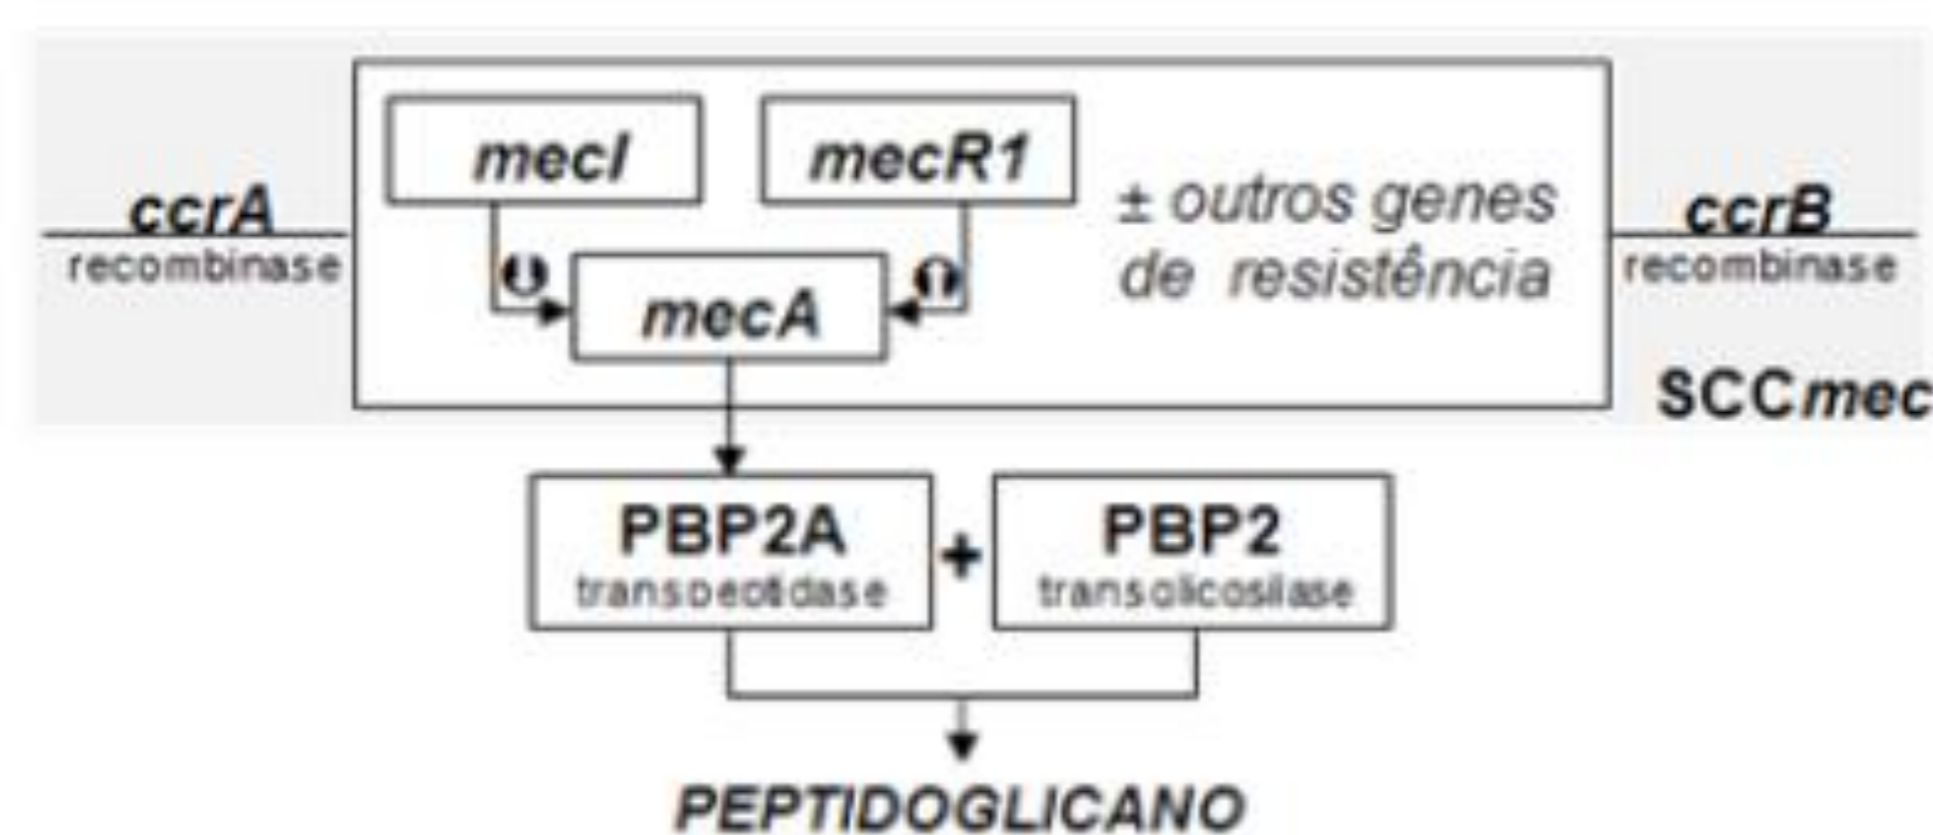 mecI
mecR1
± outros genes
de resistência
ccrA
recombinase
mecA
ccrB
recombinase
SCCmec
PBP2A
transpeptidase
+
PBP2
transglicosilase
PEPTIDOGLICANO